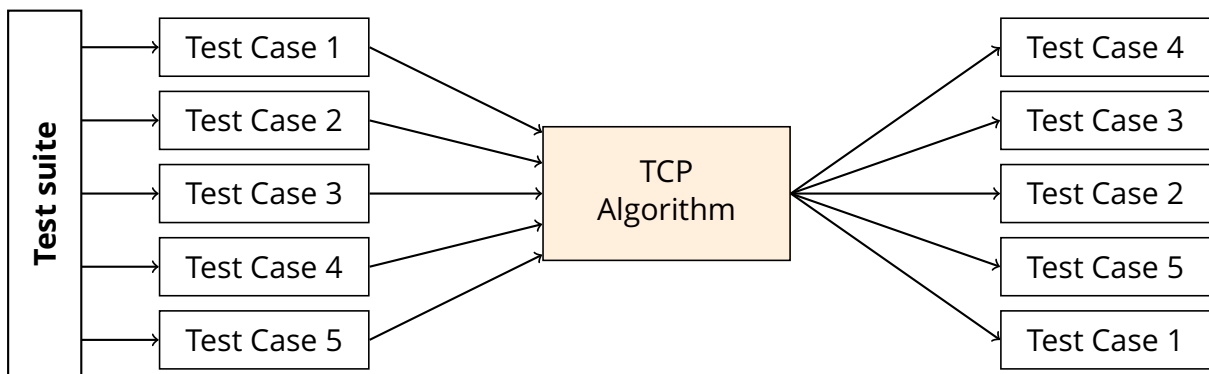 Test suite
Test Case 1
Test Case 2
Test Case 3
Test Case 4
Test Case 5
TCP
Algorithm
Test Case 4
Test Case 3
Test Case 2
Test Case 5
Test Case 1